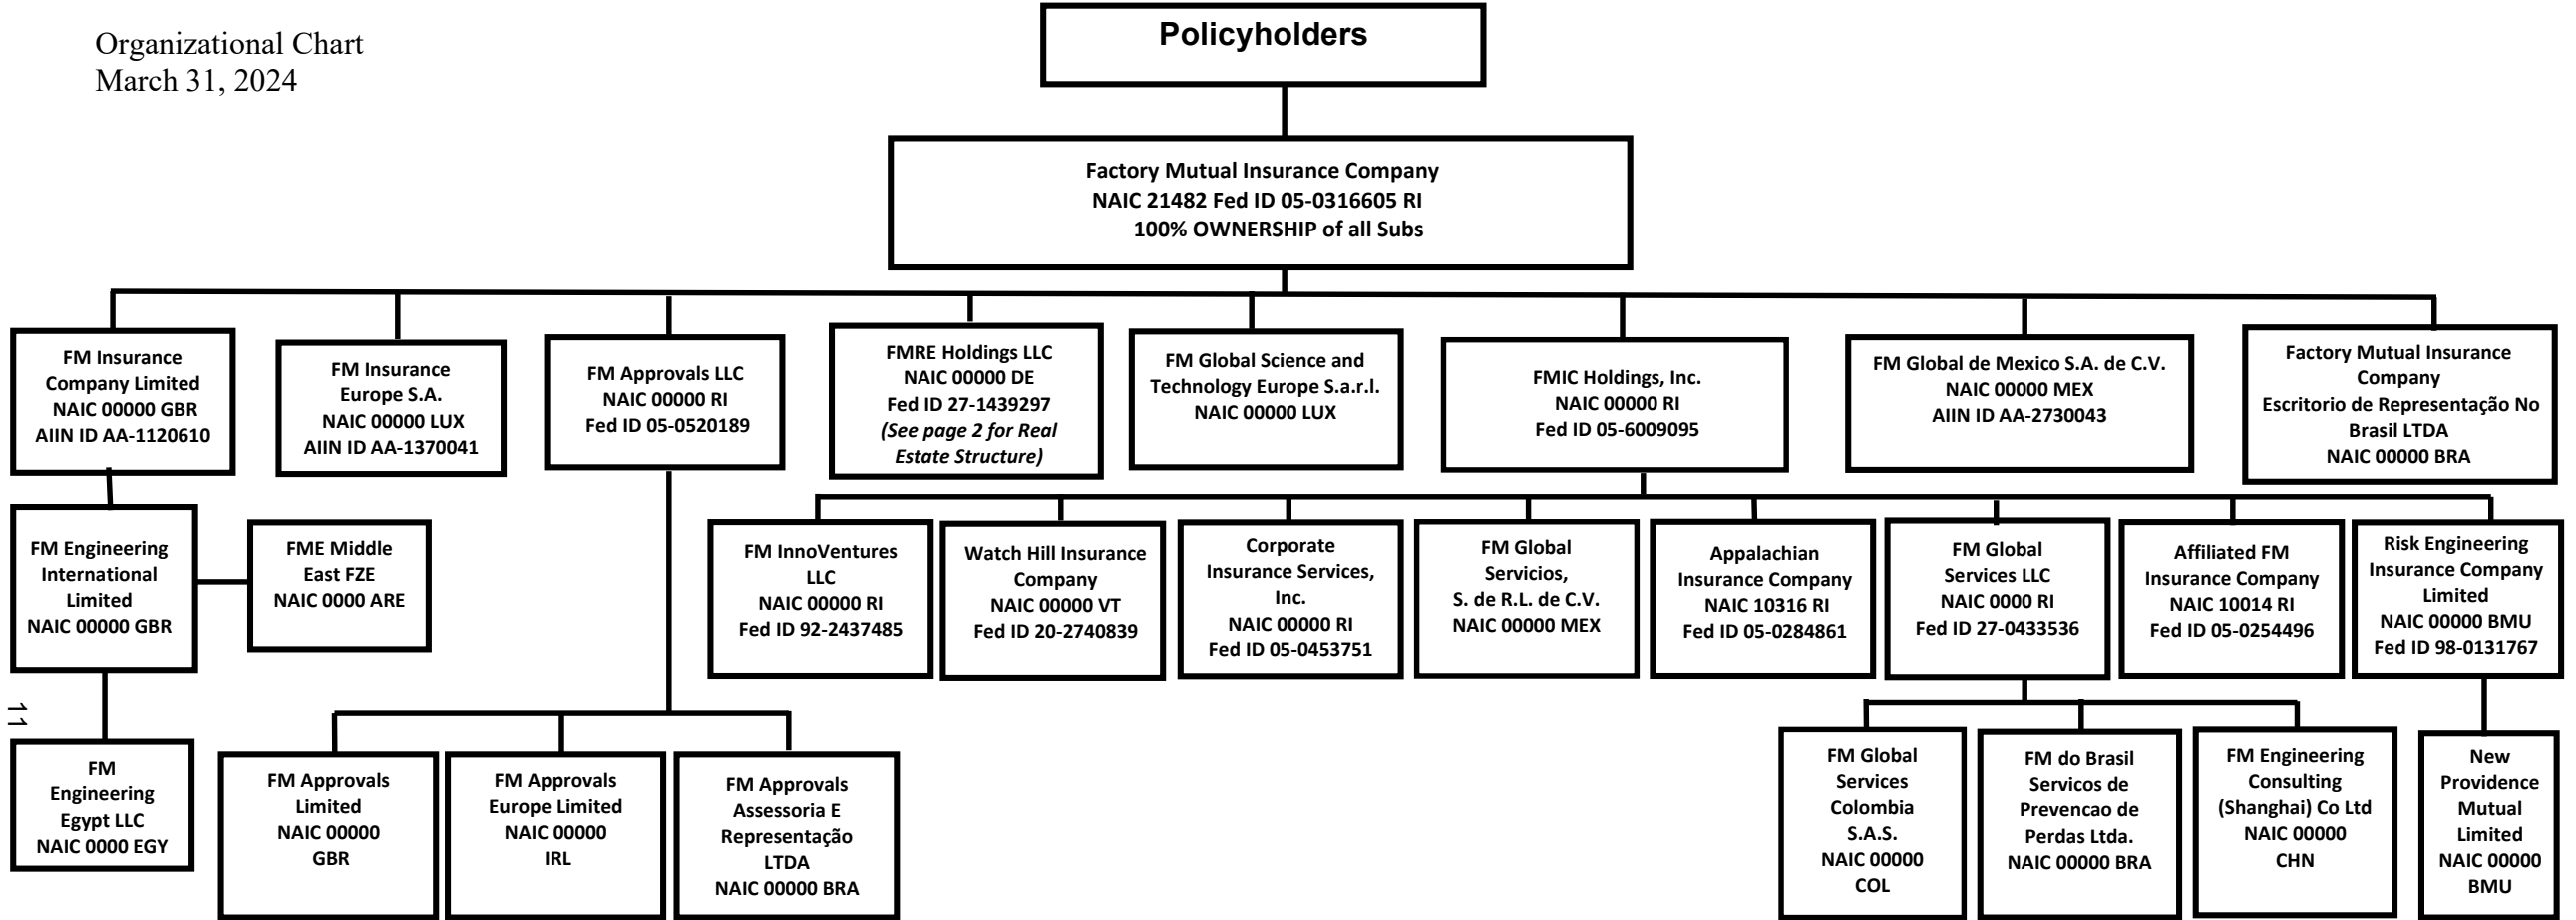 Organizational Chart
March 31, 2024
Policyholders
Factory Mutual Insurance Company
NAIC 21482 Fed ID 05-0316605 RI
100% OWNERSHIP of all Subs
FM Insurance
Company Limited
NAIC 00000 GBR
AIIN ID AA-1120610
FM Insurance
Europe S.A.
NAIC 00000 LUX
AIIN ID AA-1370041
FM Approvals LLC
NAIC 00000 RI
Fed ID 05-0520189
FMRE Holdings LLC
NAIC 00000 DE
Fed ID 27-1439297
(See page 2 for Real
Estate Structure)
FM Global Science and
Technology Europe S.a.r.l.
NAIC 00000 LUX
FMIC Holdings, Inc.
NAIC 00000 RI
Fed ID 05-6009095
FM Global de Mexico S.A. de C.V.
NAIC 00000 MEX
AIIN ID AA-2730043
Factory Mutual Insurance
Company
Escritorio de Representação No
Brasil LTDA
NAIC 00000 BRA
FM Engineering
International
Limited
NAIC 00000 GBR
FME Middle
East FZE
NAIC 0000 ARE
FM InnoVentures
LLC
NAIC 00000 RI
Fed ID 92-2437485
Watch Hill Insurance
Company
NAIC 00000 VT
Fed ID 20-2740839
Corporate
Insurance Services,
Inc.
NAIC 00000 RI
Fed ID 05-0453751
FM Global
Servicios,
S. de R.L. de C.V.
NAIC 00000 MEX
Appalachian
Insurance Company
NAIC 10316 RI
Fed ID 05-0284861
FM Global
Services LLC
NAIC 0000 RI
Fed ID 27-0433536
Affiliated FM
Insurance Company
NAIC 10014 RI
Fed ID 05-0254496
Risk Engineering
Insurance Company
Limited
NAIC 00000 BMU
Fed ID 98-0131767
11
FM
Engineering
Egypt LLC
NAIC 0000 EGY
FM Approvals
Limited
NAIC 00000
GBR
FM Approvals
Europe Limited
NAIC 00000
IRL
FM Approvals
Assessoria E
Representação
LTDA
NAIC 00000 BRA
FM Global
Services
Colombia
S.A.S.
NAIC 00000
COL
FM do Brasil
Servicos de
Prevencao de
Perdas Ltda.
NAIC 00000 BRA
FM Engineering
Consulting
(Shanghai) Co Ltd
NAIC 00000
CHN
New
Providence
Mutual
Limited
NAIC 00000
BMU